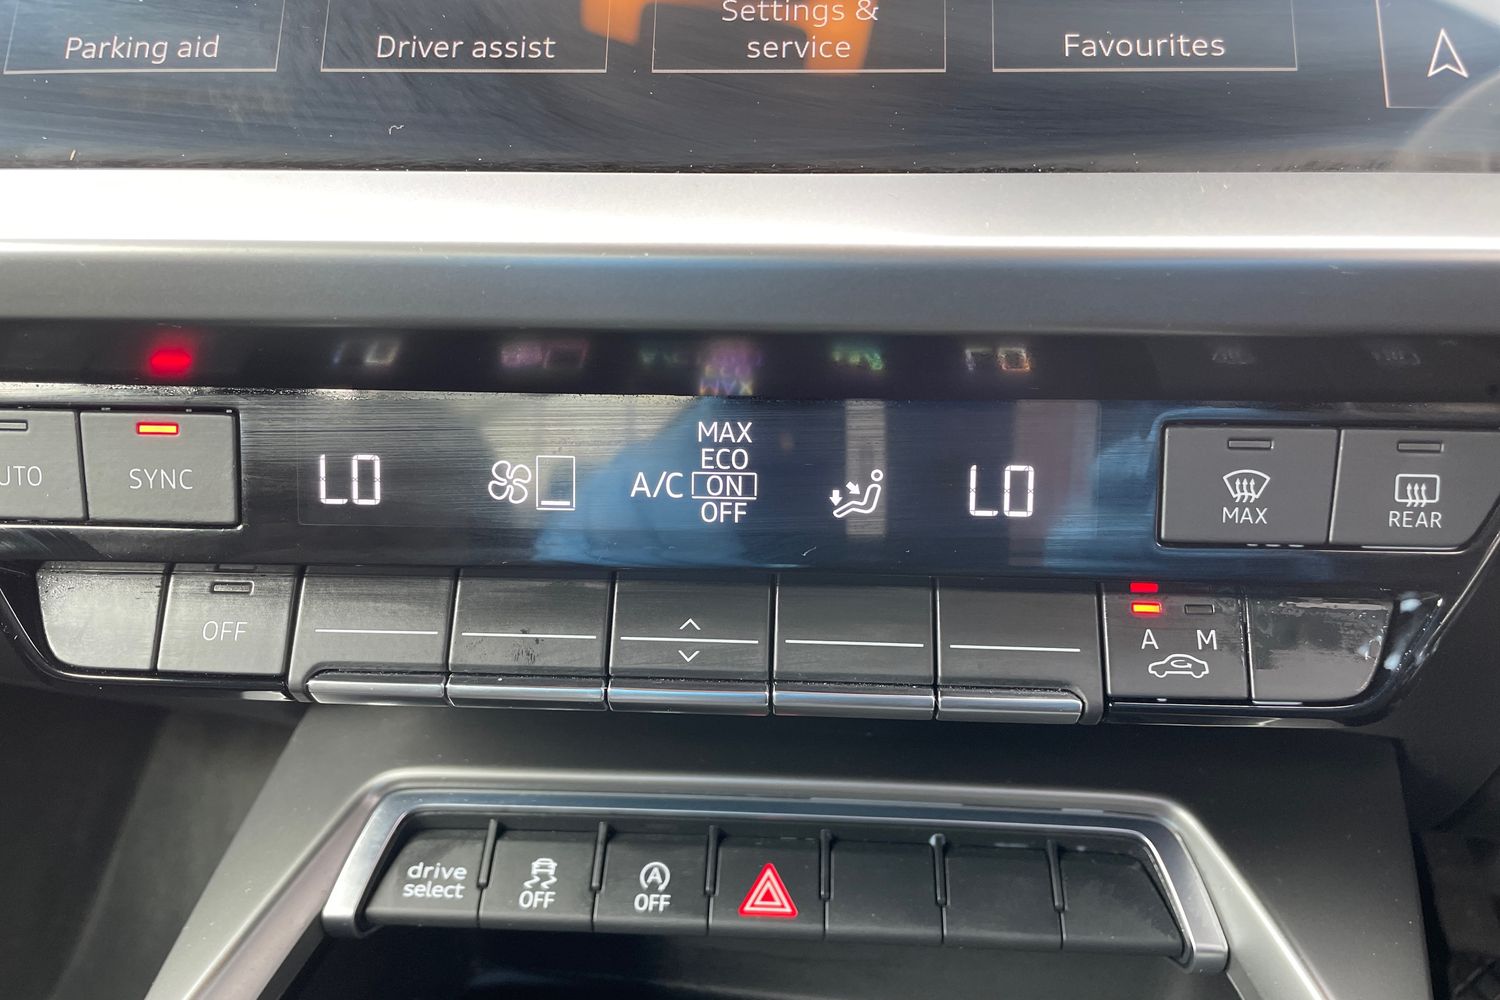 Parking aid
Driver assist
Settings &
service
Favourites
UTO
SYNC
LO
A/C
MAX
ECO
ON
OFF
LO
MAX
REAR
OFF
A M
drive
select
OFF
OFF